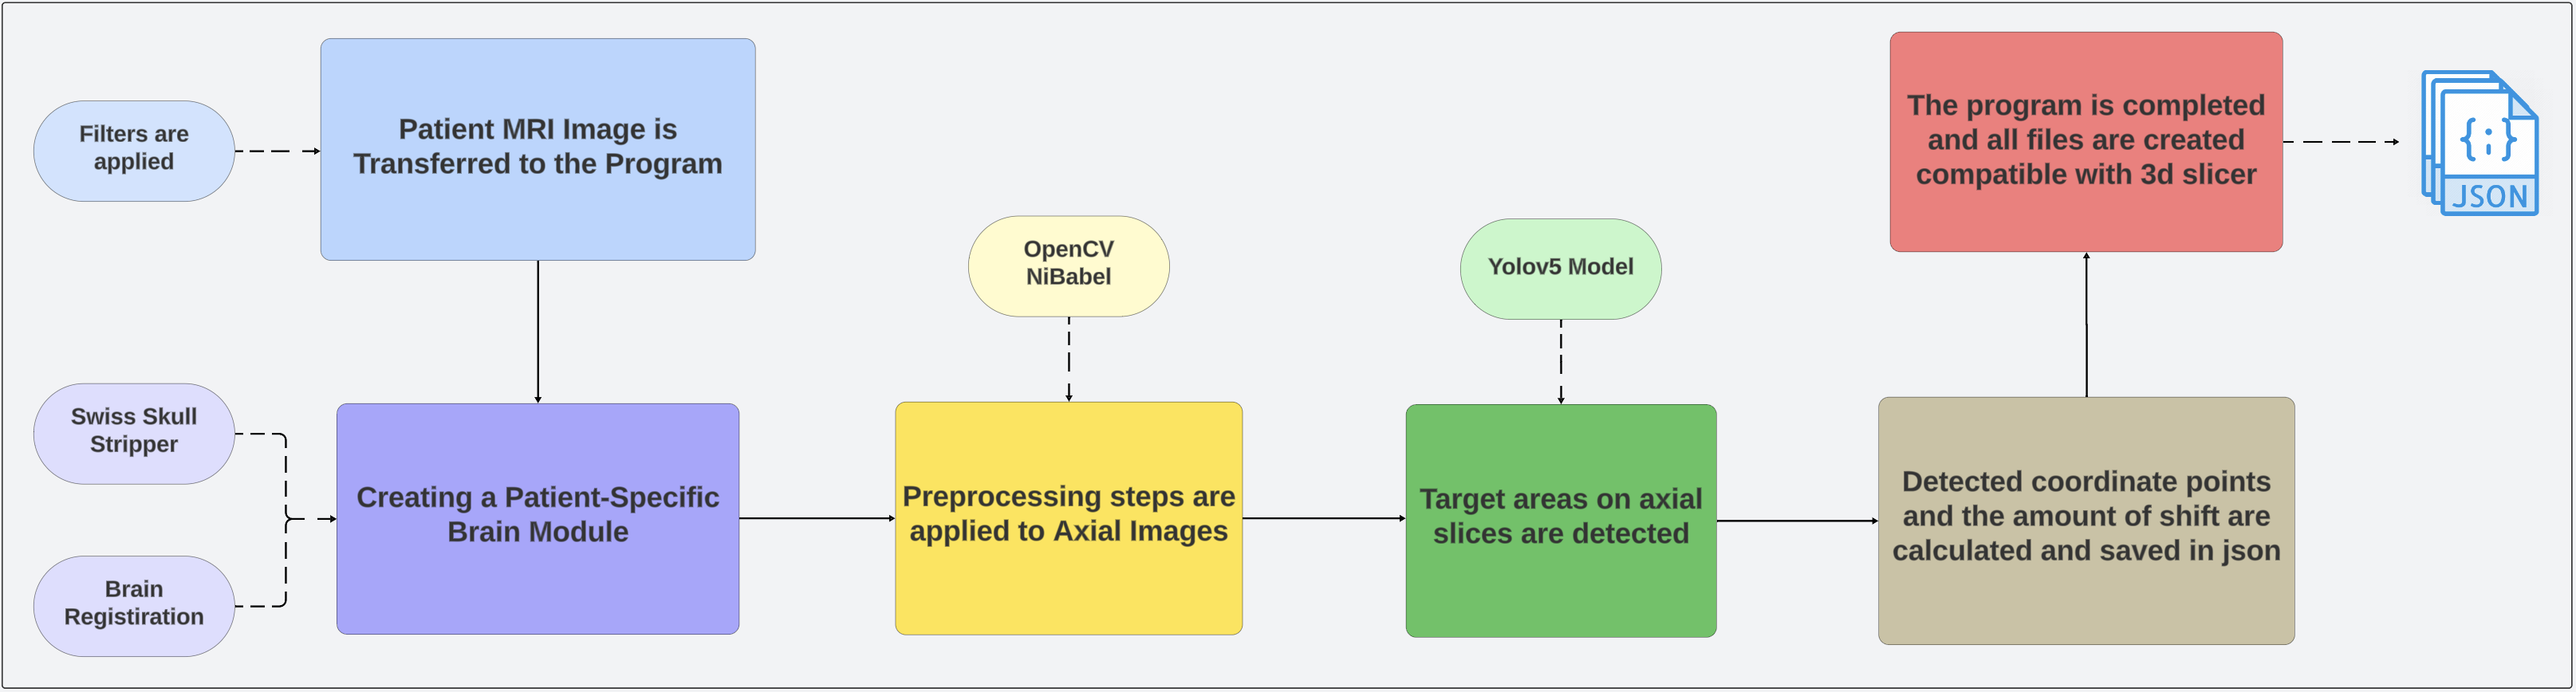 Filters are
applied
Patient MRI Image is
Transferred to the Program
Swiss Skull
Stripper
Brain
Registiration
Creating a Patient-Specific
Brain Module
OpenCV
NiBabel
Preprocessing steps are
applied to Axial Images
Yolov5 Model
Target areas on axial
slices are detected
Detected coordinate points
and the amount of shift are
calculated and saved in json
The program is completed
and all files are created
compatible with 3d slicer
{;}
JSON